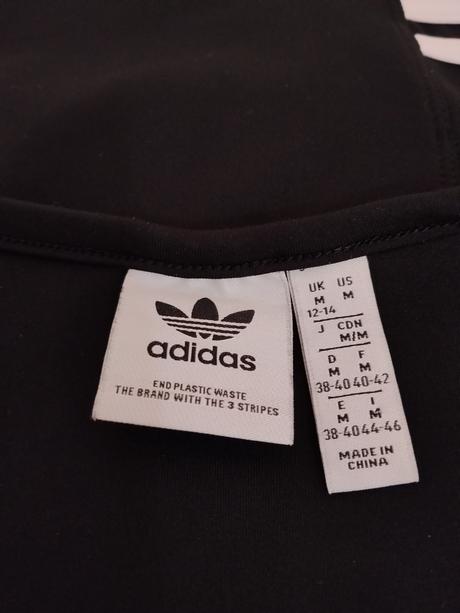 adidas
END PLASTIC WASTE
THE BRAND WITH THE 3 STRIPES
UK US
M M
12-14
J CDN
M/M
D F
M M
38-40 40-42
E I
M M
38-40 44-46
MADE IN
CHINA